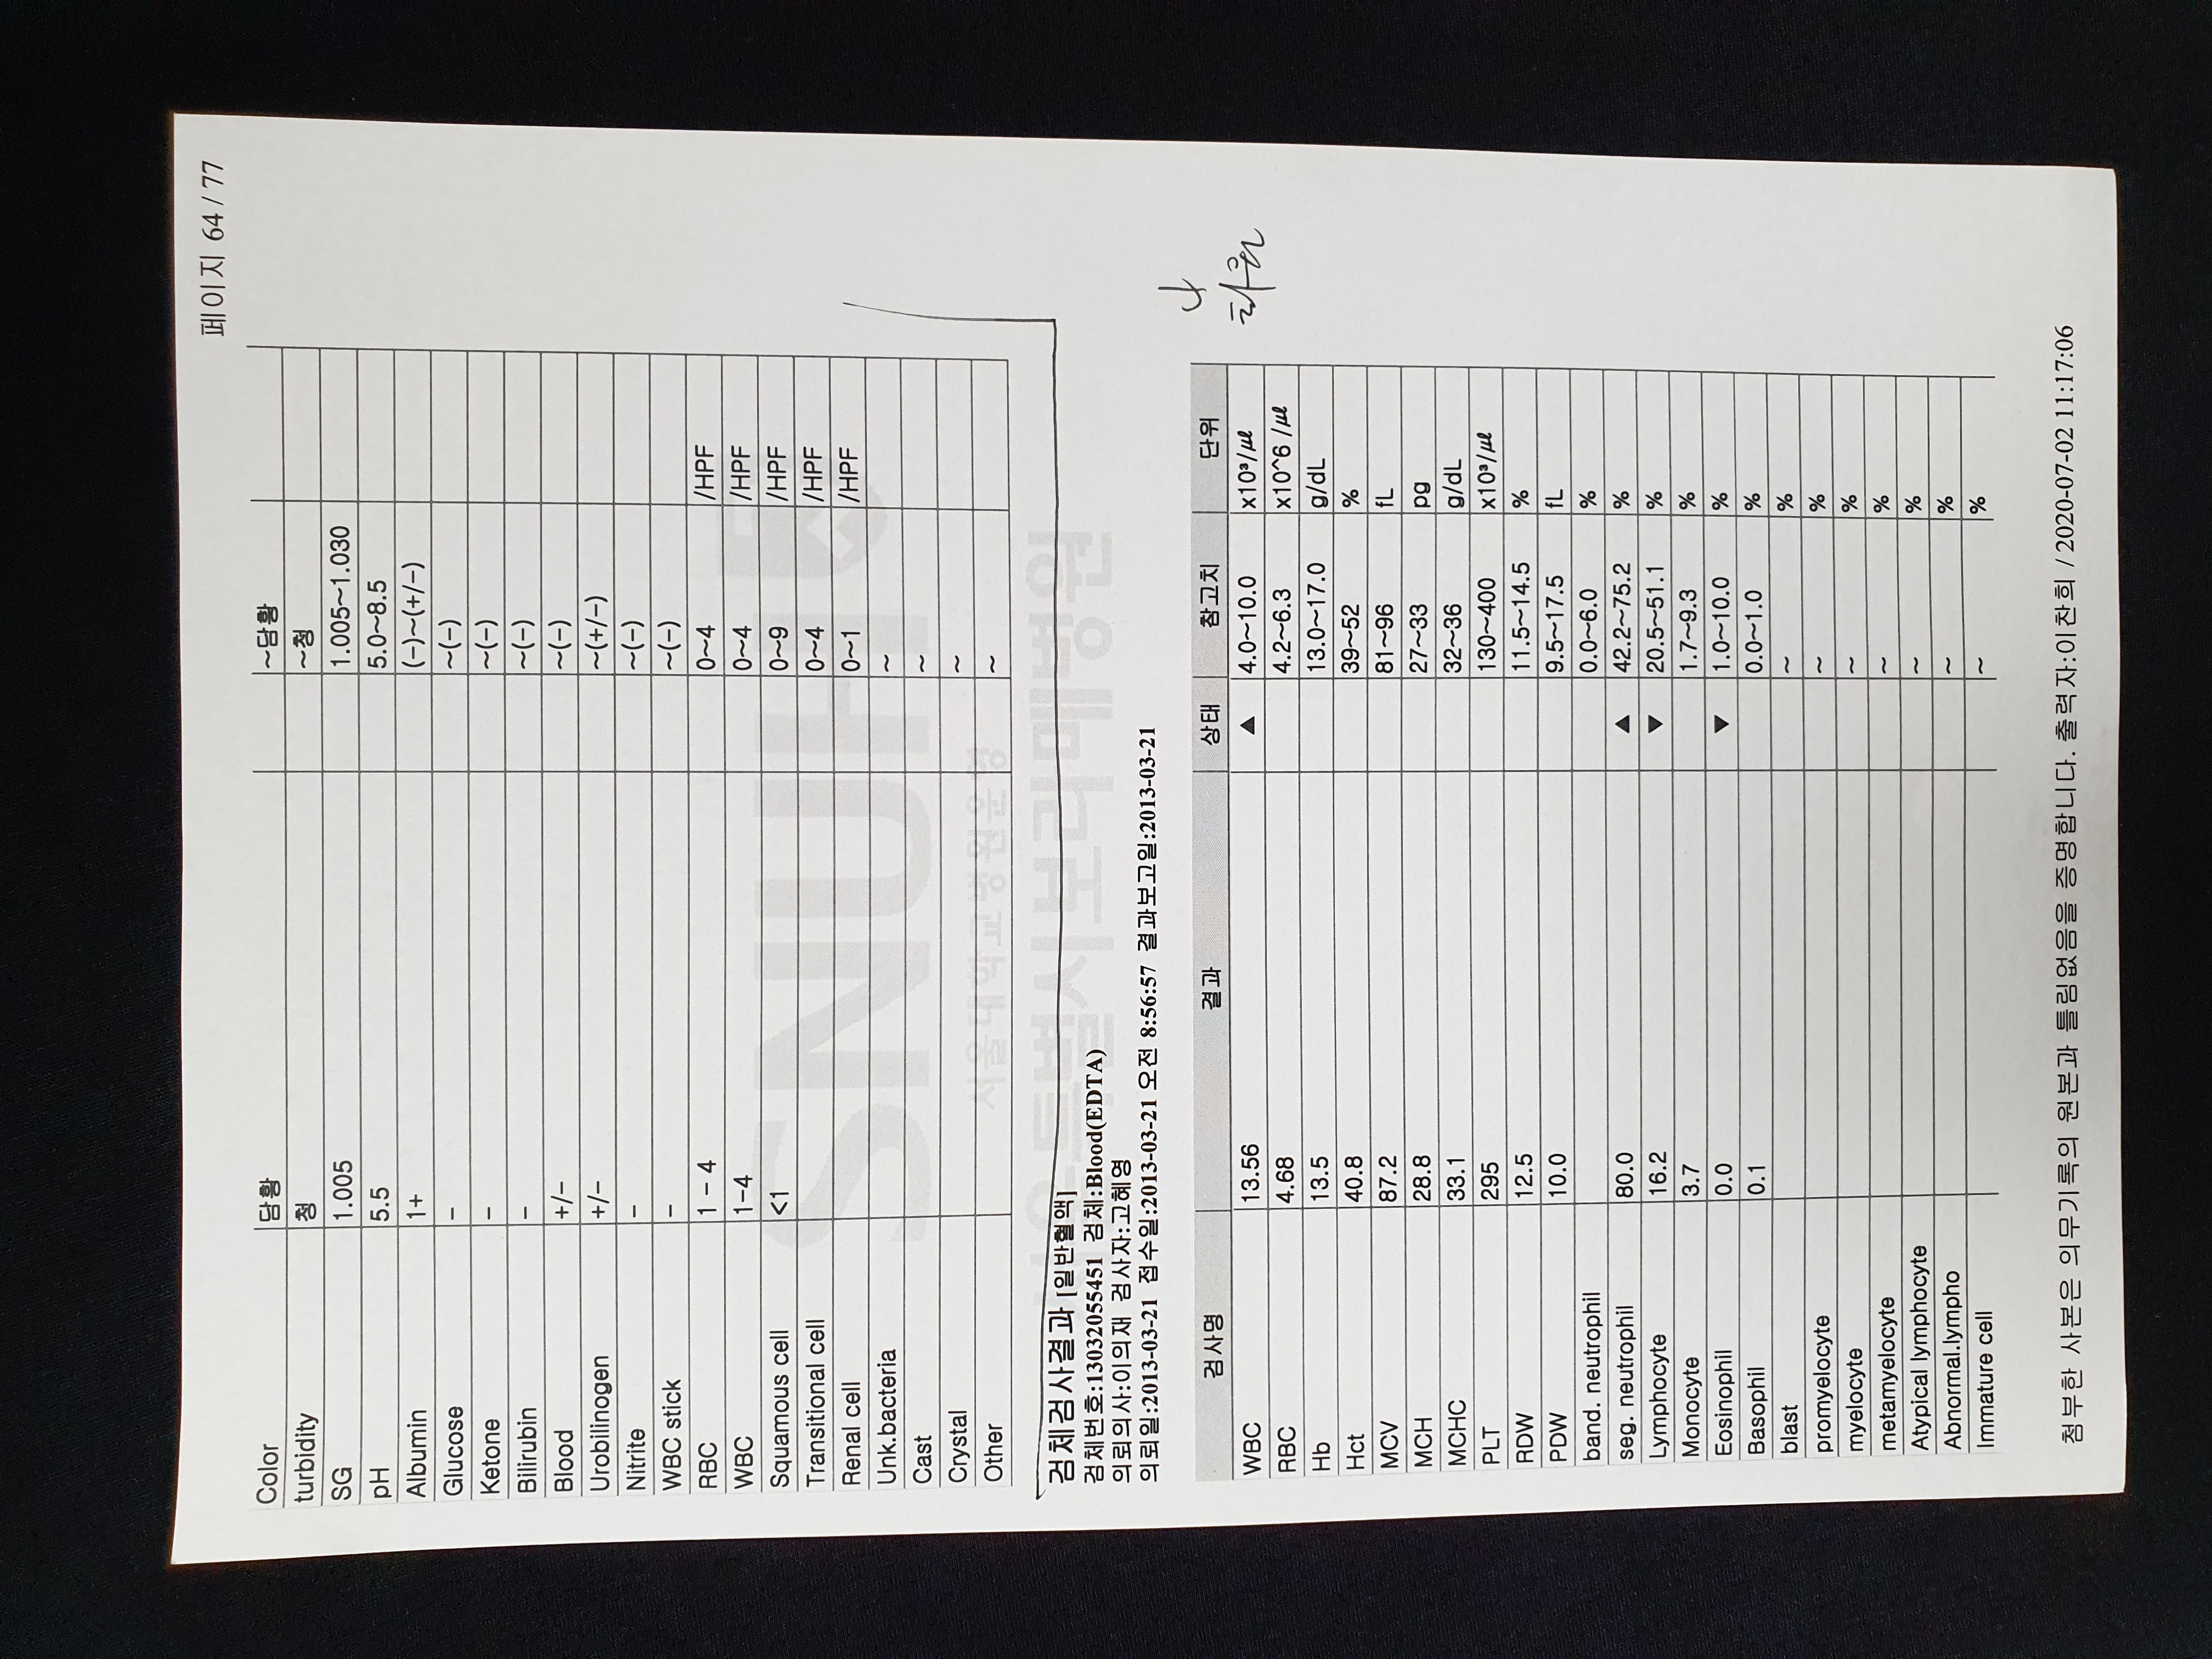 페이지 64 / 77
Color 담황 ~담황
turbidity 청 ~청
SG 1.005 1.005~1.030
pH 5.5 5.0~8.5
Albumin 1+ (-)~(+/-)
Glucose - ~(-)
Ketone - ~(-)
Bilirubin - ~(-)
Blood +/- ~(-)
Urobilinogen +/- ~(+/-)
Nitrite - ~(-)
WBC stick - ~(-)
RBC 1 - 4 0~4 /HPF
WBC 1-4 0~4 /HPF
Squamous cell <1 0~9 /HPF
Transitional cell 0~4 /HPF
Renal cell 0~1 /HPF
Unk.bacteria ~
Cast ~
Crystal ~
Other ~
SNUH
서울대학교병원운영
서울특별시보라매병원
검체검사결과 [일반혈액]
검체번호:13032055451 검체:Blood(EDTA)
의뢰의사:이의재 검사자:고혜영
의뢰일:2013-03-21 접수일:2013-03-21 오전 8:56:57 결과보고일:2013-03-21
검사명 결과 상태 참고치 단위
WBC 13.56 ▲ 4.0~10.0 x10³/㎕
RBC 4.68 4.2~6.3 x10^6 /㎕
Hb 13.5 13.0~17.0 g/dL
Hct 40.8 39~52 %
MCV 87.2 81~96 fL
MCH 28.8 27~33 pg
MCHC 33.1 32~36 g/dL
PLT 295 130~400 x10³/㎕
RDW 12.5 11.5~14.5 %
PDW 10.0 9.5~17.5 fL
band. neutrophil 0.0~6.0 %
seg. neutrophil 80.0 ▲ 42.2~75.2 %
Lymphocyte 16.2 ▼ 20.5~51.1 %
Monocyte 3.7 1.7~9.3 %
Eosinophil 0.0 ▼ 1.0~10.0 %
Basophil 0.1 0.0~1.0 %
blast ~ %
promyelocyte ~ %
myelocyte ~ %
metamyelocyte ~ %
Atypical lymphocyte ~ %
Abnormal.lympho ~ %
Immature cell ~ %
첨부한 사본은 의무기록의 원본과 틀림없음을 증명합니다. 출력자:이찬희 / 2020-07-02 11:17:06